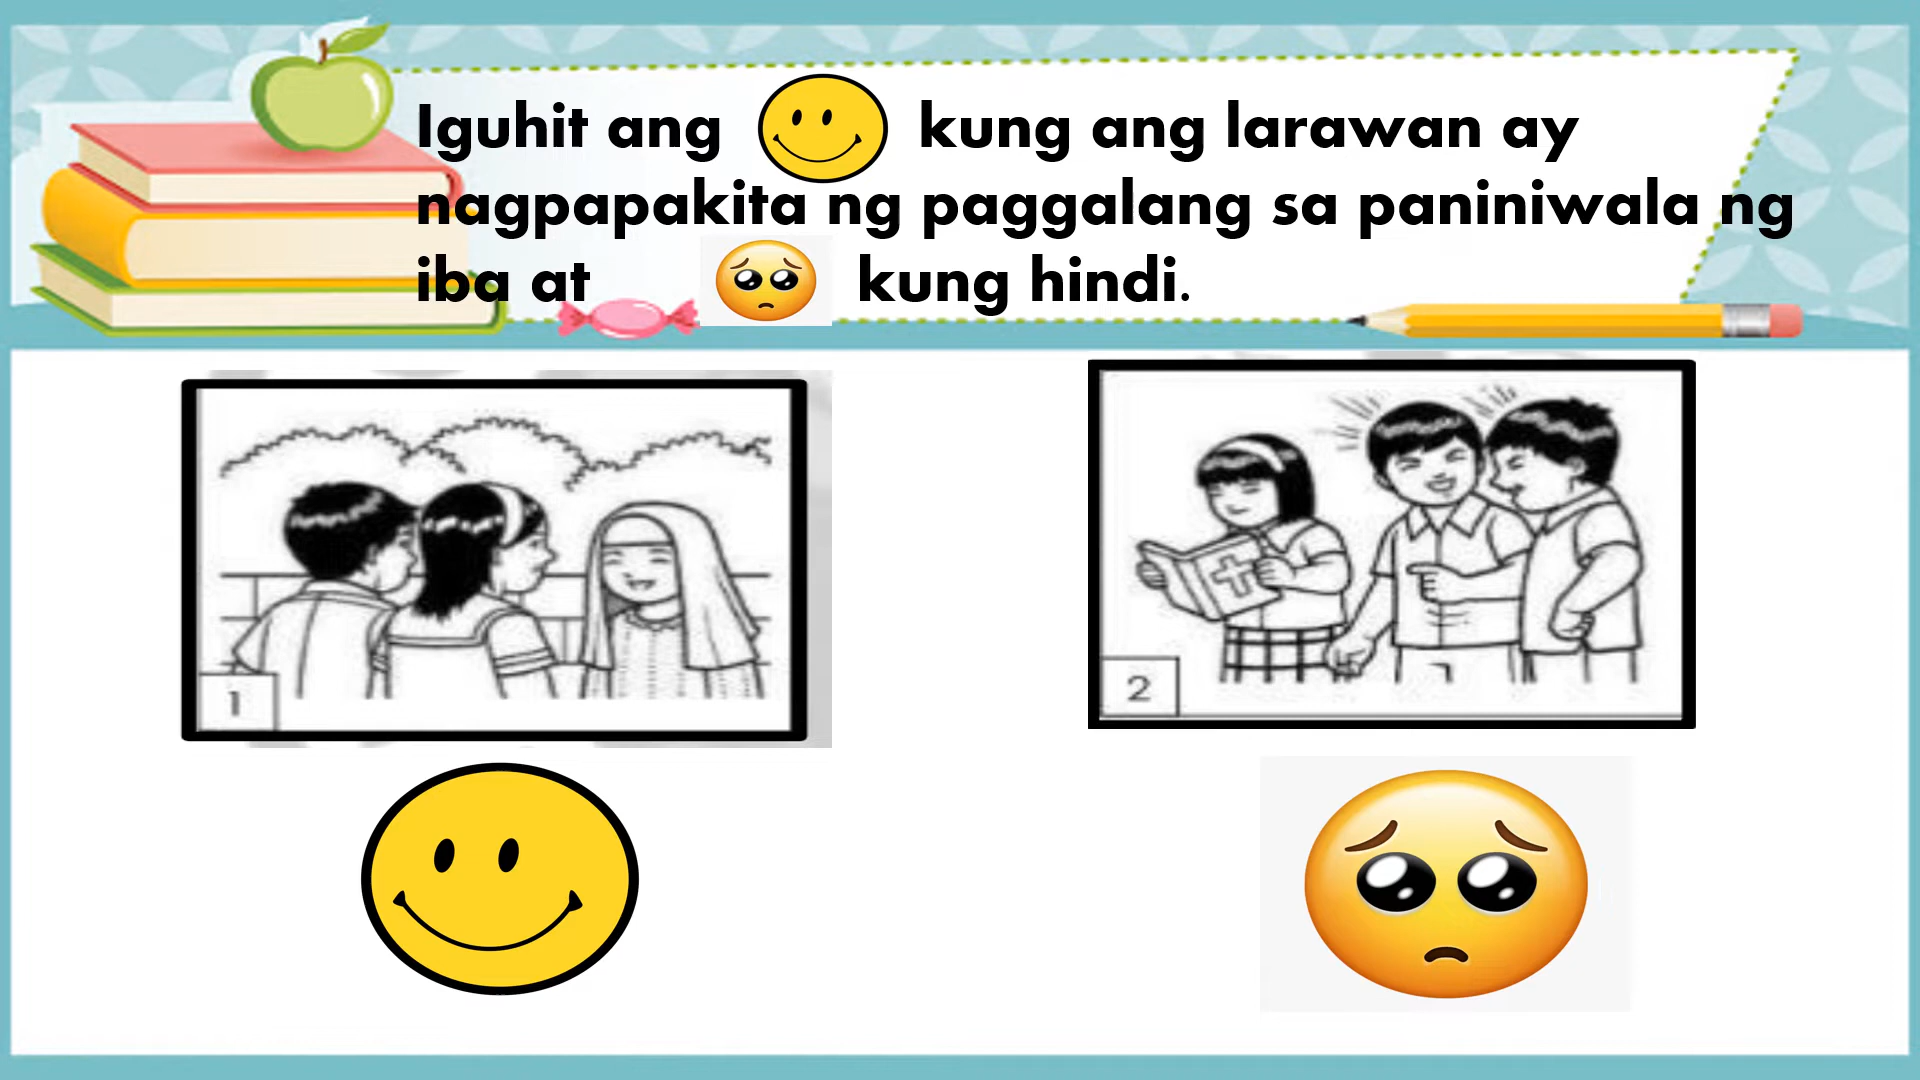 Iguhit ang kung ang larawan ay
nagpapakita ng paggalang sa paniniwala ng
iba at kung hindi.
1
2